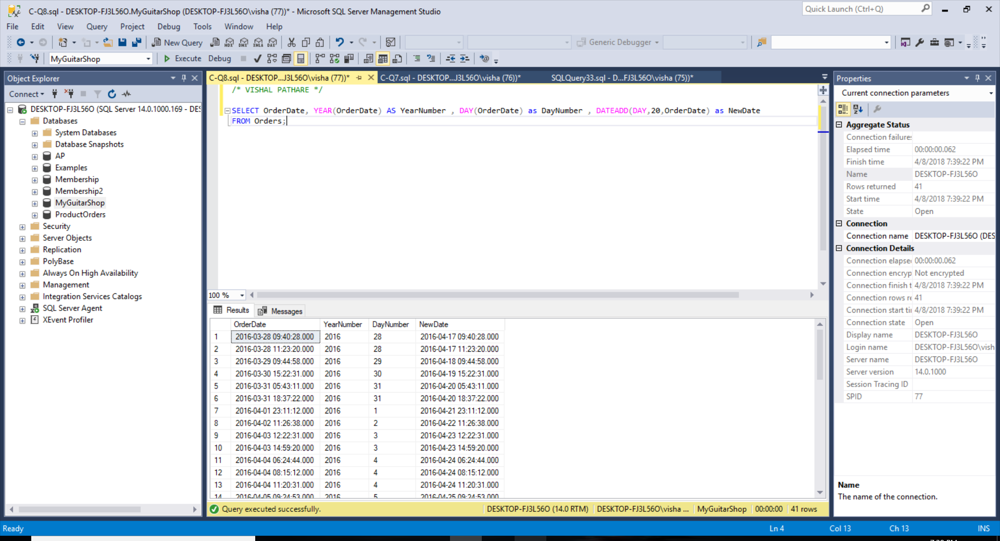 C-Q8.sql - DESKTOP-FJ3L56O.MyGuitarShop (DESKTOP-FJ3L56O\visha (77))* - Microsoft SQL Server Management Studio
Quick Launch (Ctrl+Q)
File Edit View Query Project Debug Tools Window Help
New Query MDX DMX XMLA DAX Generic Debugger
MyGuitarShop Execute Debug
Object Explorer
Connect
DESKTOP-FJ3L56O (SQL Server 14.0.1000.169 - DES
Databases
System Databases
Database Snapshots
AP
Examples
Membership
Membership2
MyGuitarShop
ProductOrders
Security
Server Objects
Replication
PolyBase
Always On High Availability
Management
Integration Services Catalogs
SQL Server Agent
XEvent Profiler
C-Q8.sql - DESKTOP...J3L56O\visha (77))* C-Q7.sql - DESKTOP...J3L56O\visha (76))* SQLQuery33.sql - D...FJ3L56O\visha (75))*
/* VISHAL PATHARE */
SELECT OrderDate, YEAR(OrderDate) AS YearNumber , DAY(OrderDate) as DayNumber , DATEADD(DAY,20,OrderDate) as NewDate
FROM Orders;
100 %
Results Messages
OrderDate YearNumber DayNumber NewDate
1 2016-03-28 09:40:28.000 2016 28 2016-04-17 09:40:28.000
2 2016-03-28 11:23:20.000 2016 28 2016-04-17 11:23:20.000
3 2016-03-29 09:44:58.000 2016 29 2016-04-18 09:44:58.000
4 2016-03-30 15:22:31.000 2016 30 2016-04-19 15:22:31.000
5 2016-03-31 05:43:11.000 2016 31 2016-04-20 05:43:11.000
6 2016-03-31 18:37:22.000 2016 31 2016-04-20 18:37:22.000
7 2016-04-01 23:11:12.000 2016 1 2016-04-21 23:11:12.000
8 2016-04-02 11:26:38.000 2016 2 2016-04-22 11:26:38.000
9 2016-04-03 12:22:31.000 2016 3 2016-04-23 12:22:31.000
10 2016-04-03 14:59:20.000 2016 3 2016-04-23 14:59:20.000
11 2016-04-04 06:24:44.000 2016 4 2016-04-24 06:24:44.000
12 2016-04-04 08:15:12.000 2016 4 2016-04-24 08:15:12.000
13 2016-04-04 11:20:31.000 2016 4 2016-04-24 11:20:31.000
14 2016-04-05 09:24:53.000 2016 5 2016-04-25 09:24:53.000
Query executed successfully. DESKTOP-FJ3L56O (14.0 RTM) DESKTOP-FJ3L56O\visha ... MyGuitarShop 00:00:00 41 rows
Properties
Current connection parameters
Aggregate Status
Connection failures
Elapsed time 00:00:00.062
Finish time 4/8/2018 7:39:22 PM
Name DESKTOP-FJ3L56O
Rows returned 41
Start time 4/8/2018 7:39:22 PM
State Open
Connection
Connection name DESKTOP-FJ3L56O (DES
Connection Details
Connection elapse 00:00:00.062
Connection encryp Not encrypted
Connection finish t 4/8/2018 7:39:22 PM
Connection rows re 41
Connection start ti 4/8/2018 7:39:22 PM
Connection state Open
Display name DESKTOP-FJ3L56O
Login name DESKTOP-FJ3L56O\vish
Server name DESKTOP-FJ3L56O
Server version 14.0.1000
Session Tracing ID
SPID 77
Name
The name of the connection.
Ready Ln 4 Col 13 Ch 13 INS